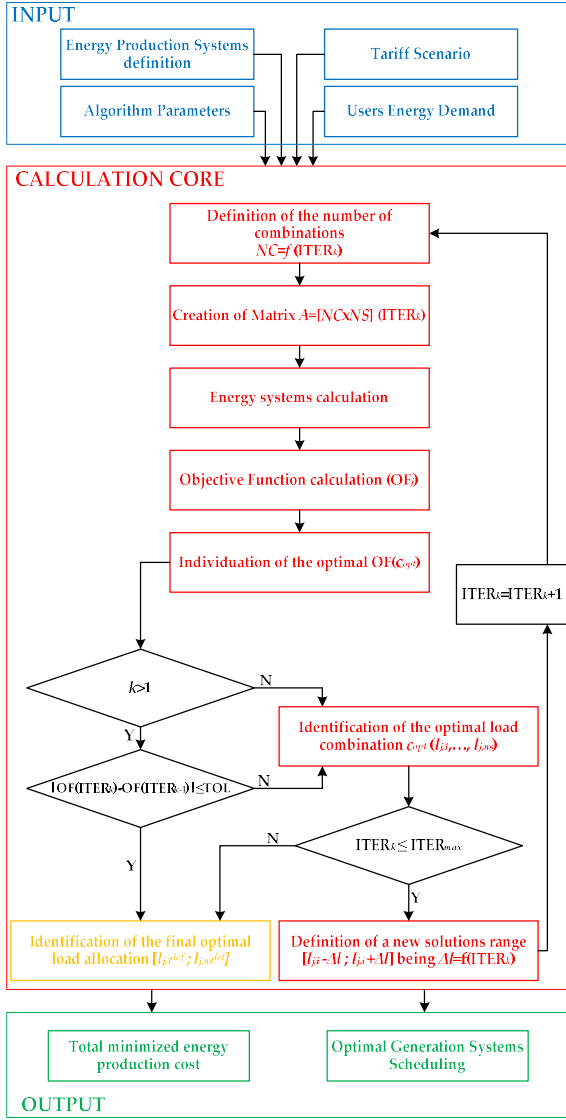 INPUT
Energy Production Systems
definition
Tariff Scenario
Algorithm Parameters
Users Energy Demand
CALCULATION CORE
Definition of the number of
combinations
NC=f (ITERk)
Creation of Matrix A=[NCxNS] (ITERk)
Energy systems calculation
Objective Function calculation (OFj)
Individuation of the optimal OF(copt)
ITERk=ITERk+1
k>1
N
Y
Identification of the optimal load
combination copt (lj,1,…, lj,ns)
|OF(ITERk)-OF(ITERk-1)|≤TOL
N
Y
ITERk ≤ ITERmax
N
Y
Identification of the final optimal
load allocation [lj,1def ; lj,nsdef]
Definition of a new solutions range
[lj,i -Δl ; lj,i +Δl] being Δl=f(ITERk)
Total minimized energy
production cost
Optimal Generation Systems
Scheduling
OUTPUT